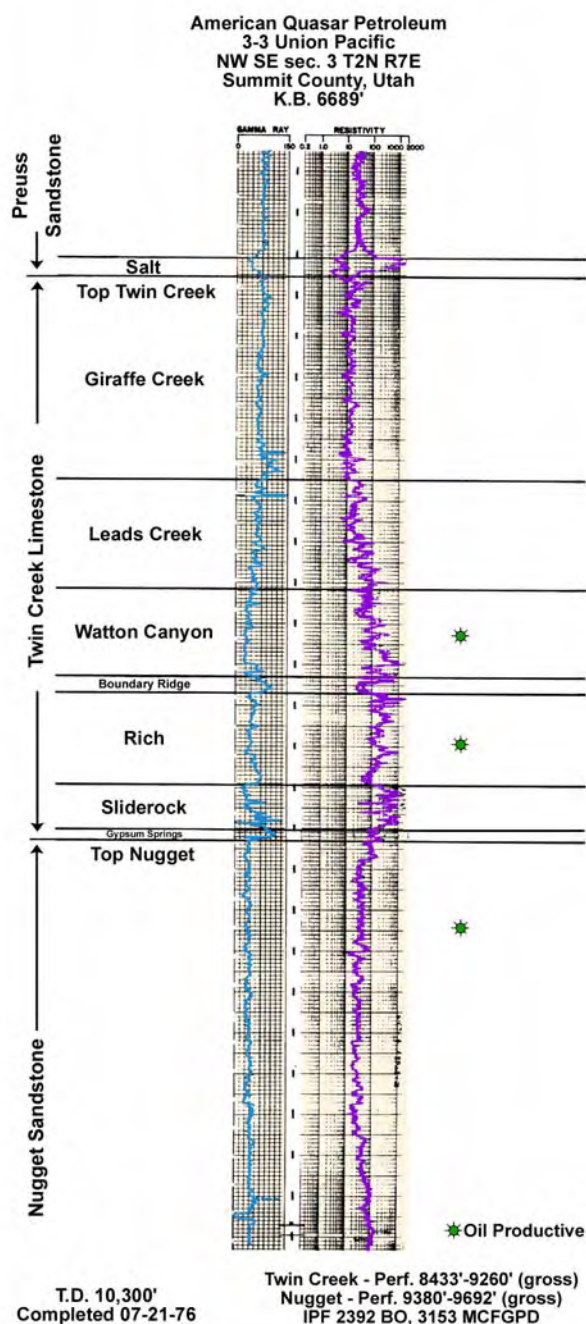 American Quasar Petroleum
3-3 Union Pacific
NW SE sec. 3 T2N R7E
Summit County, Utah
K.B. 6689'
GAMMA RAY
0 150
RESISTIVITY
0.2 1.0 10 100 1000 2000
Preuss
Sandstone
Salt
Top Twin Creek
Giraffe Creek
Twin Creek Limestone
Leads Creek
Watton Canyon
Boundary Ridge
Rich
Sliderock
Gypsum Springs
Top Nugget
Nugget Sandstone
Oil Productive
T.D. 10,300'
Completed 07-21-76
Twin Creek - Perf. 8433'-9260' (gross)
Nugget - Perf. 9380'-9692' (gross)
IPF 2392 BO, 3153 MCFGPD